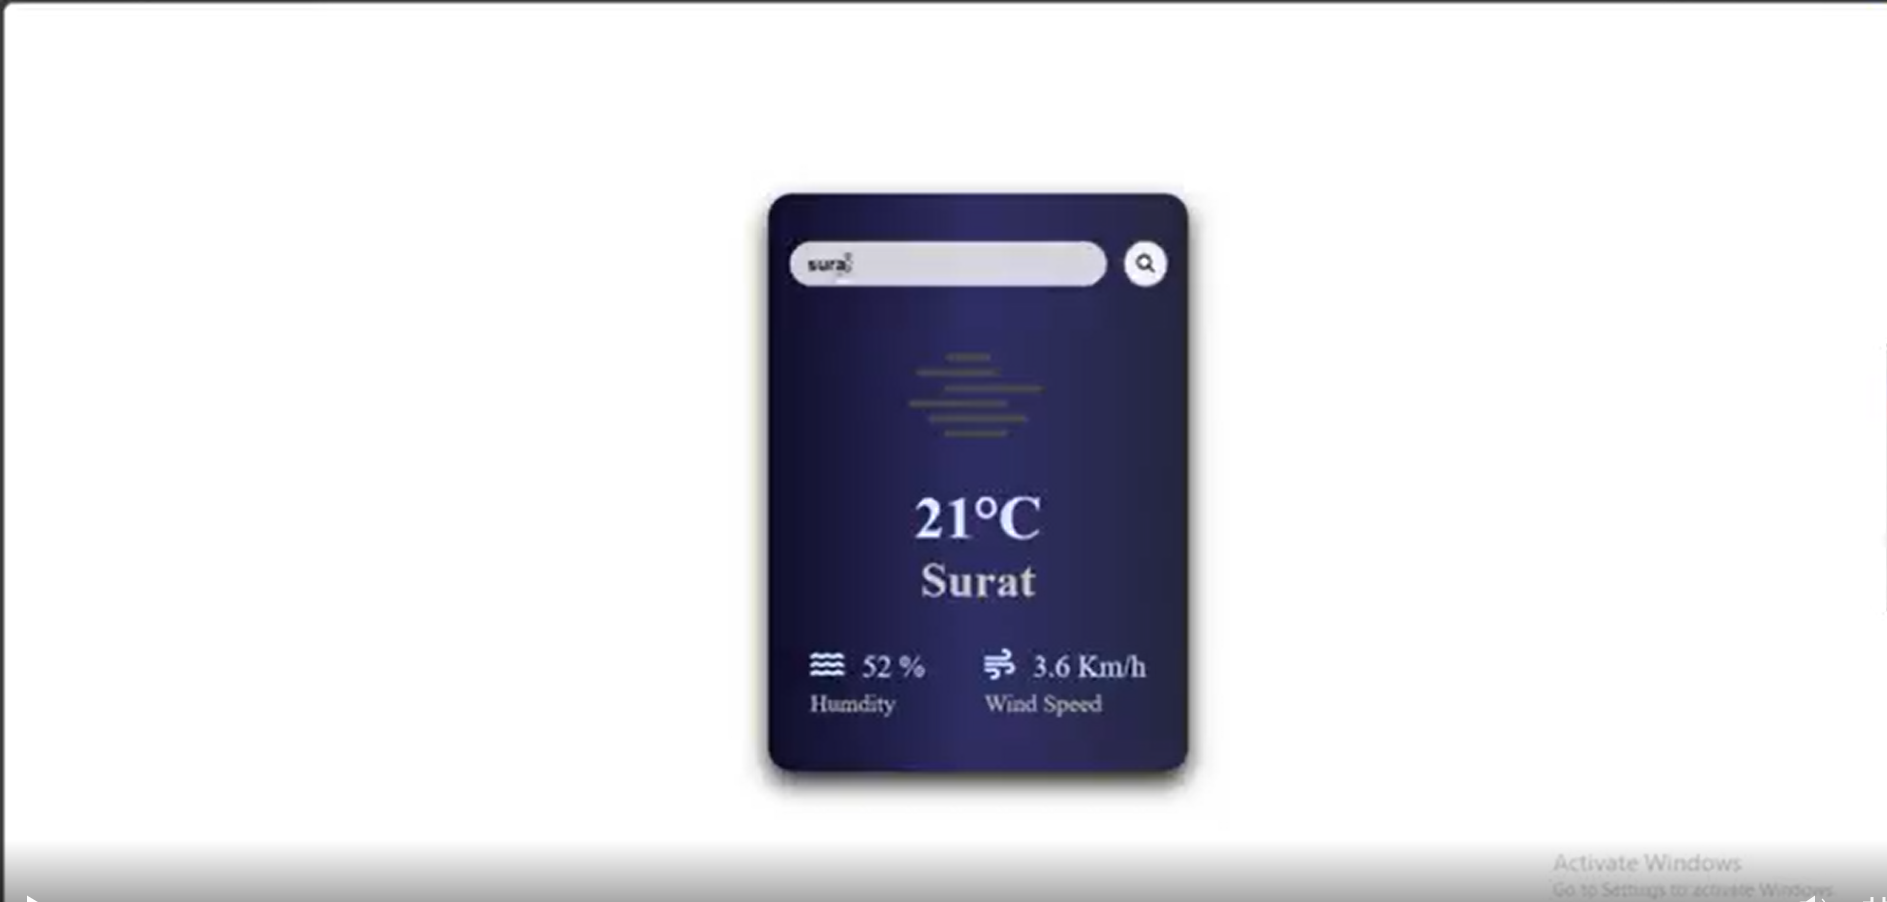 sura
21°C
Surat
52 %
3.6 Km/h
Humdity
Wind Speed
Activate Windows
Go to Settings to activate Windows.